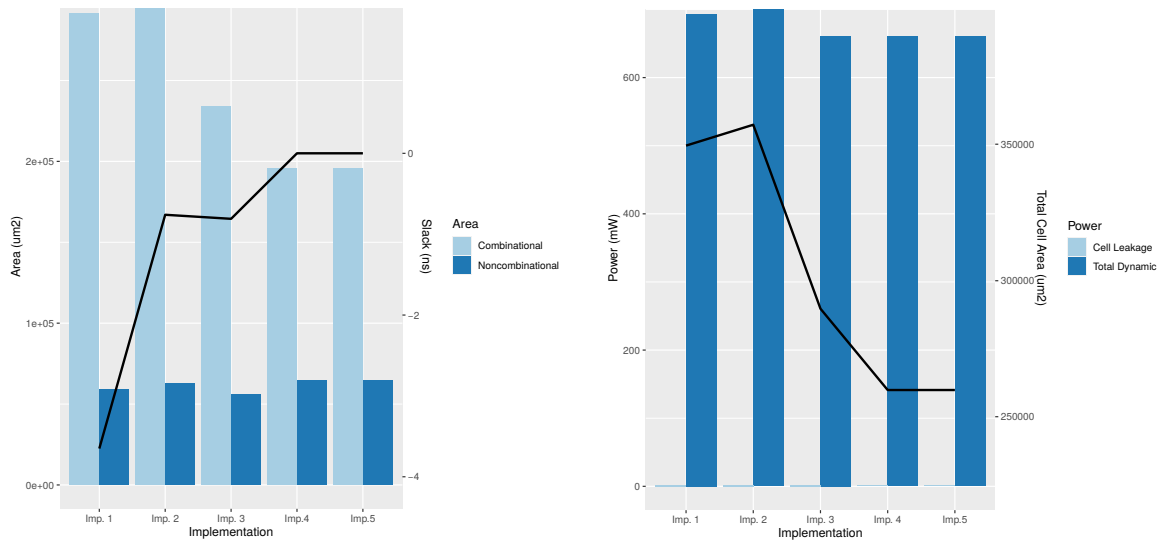 2e+05
1e+05
0e+00
Area (um2)
Imp. 1
Imp. 2
Imp. 3
Imp.4
Imp.5
Implementation
0
−2
−4
Slack (ns)
Area
Combinational
Noncombinational
600
400
200
0
Power (mW)
Imp. 1
Imp. 2
Imp. 3
Imp. 4
Imp.5
Implementation
350000
300000
250000
Total Cell Area (um2)
Power
Cell Leakage
Total Dynamic